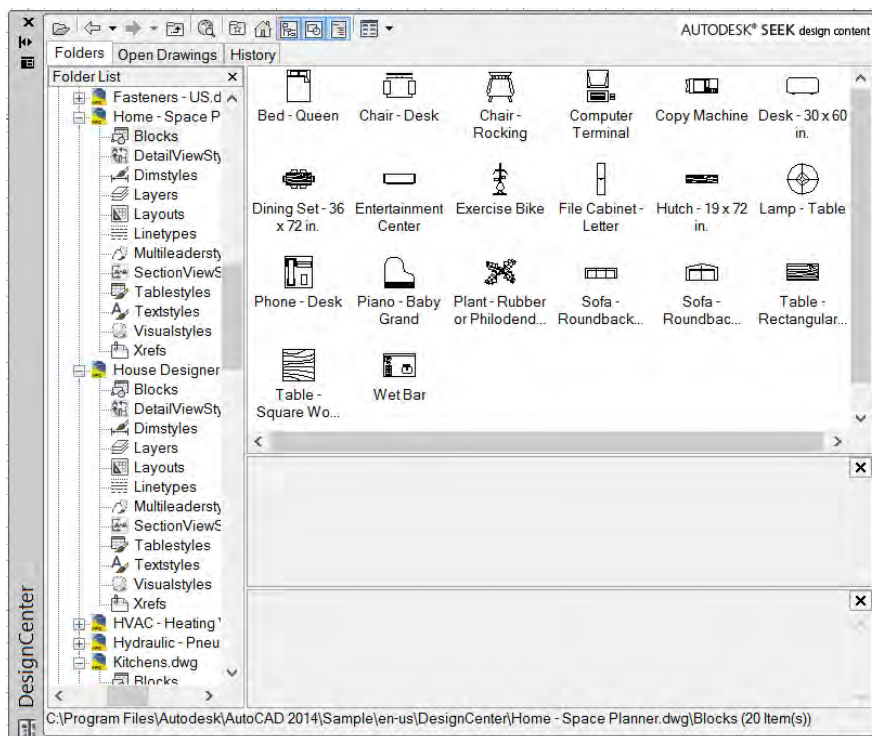 AUTODESK® SEEK design content
Folders
Open Drawings
History
Folder List
Fasteners - US.d
Home - Space P
Blocks
DetailViewSty
Dimstyles
Layers
Layouts
Linetypes
Multileadersty
SectionViewS
Tablestyles
Textstyles
Visualstyles
Xrefs
House Designer
Blocks
DetailViewSty
Dimstyles
Layers
Layouts
Linetypes
Multileadersty
SectionViewS
Tablestyles
Textstyles
Visualstyles
Xrefs
HVAC - Heating
Hydraulic - Pneu
Kitchens.dwg
Blocks
Bed - Queen
Chair - Desk
Chair -
Rocking
Computer
Terminal
Copy Machine
Desk - 30 x 60
in.
Dining Set - 36
x 72 in.
Entertainment
Center
Exercise Bike
File Cabinet -
Letter
Hutch - 19 x 72
in.
Lamp - Table
Phone - Desk
Piano - Baby
Grand
Plant - Rubber
or Philodend...
Sofa -
Roundback...
Sofa -
Roundbac...
Table -
Rectangular...
Table -
Square Wo...
Wet Bar
DesignCenter
C:\Program Files\Autodesk\AutoCAD 2014\Sample\en-us\DesignCenter\Home - Space Planner.dwg\Blocks (20 Item(s))